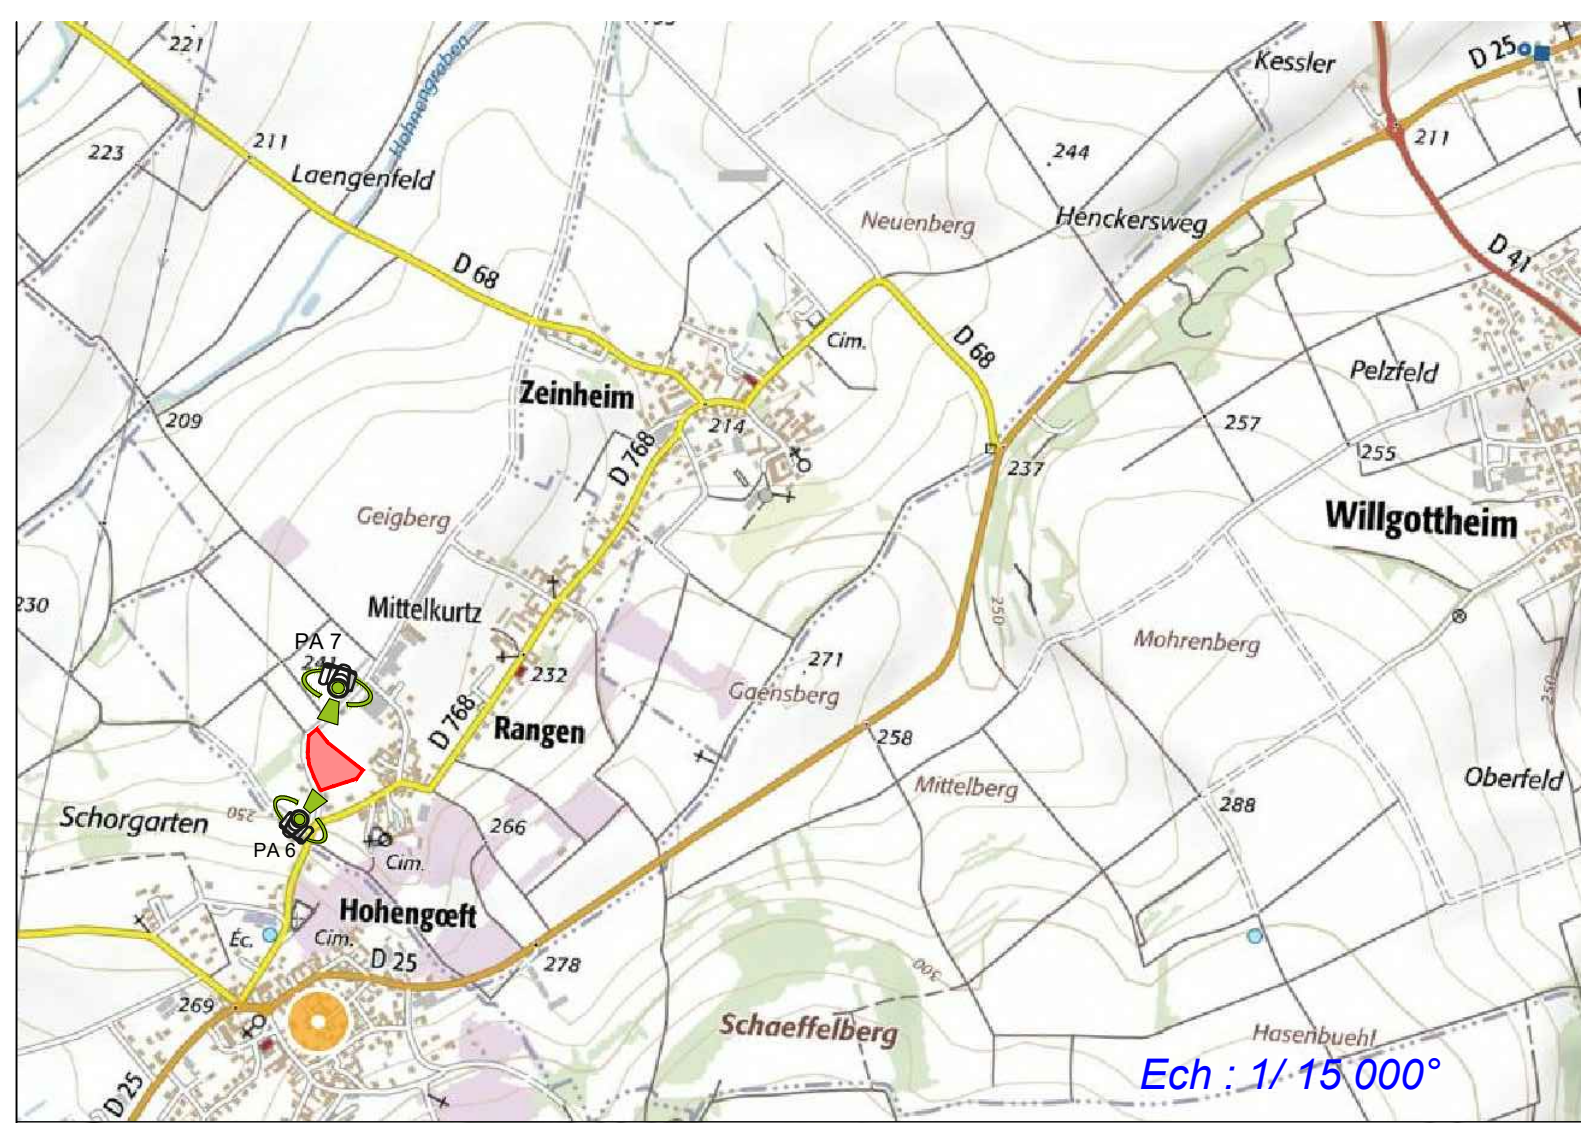 221
Kessler
D 25
211
Hohnengraben
211
223
244
Laengenfeld
Henckersweg
Neuenberg
D 41
D 68
Cim.
D 68
Pelzfeld
Zeinheim
209
214
257
D 768
255
237
Geigberg
Willgottheim
230
Mittelkurtz
250
Mohrenberg
PA 7
241
271
232
Gaensberg
250
D 768
Rangen
258
Mittelberg
Oberfeld
288
Schorgarten
250
266
PA 6
Cim.
Hohengœft
Éc.
Cim.
D 25
278
300
269
Schaeffelberg
Hasenbuehl
Ech : 1/ 15 000°
D 25